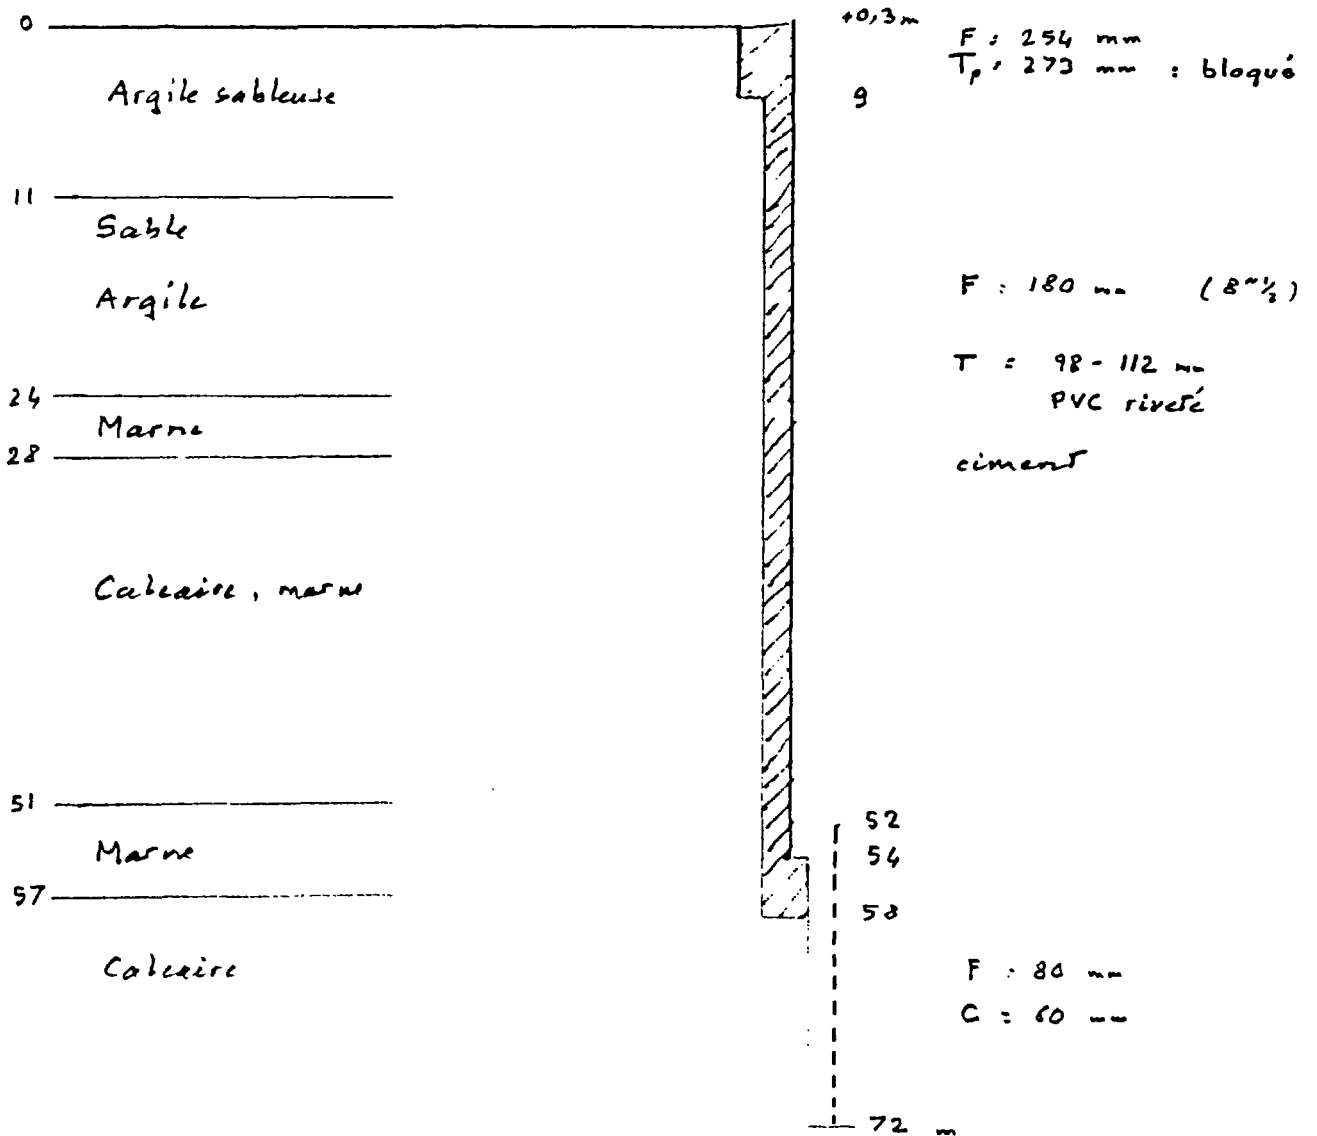 0
+0,3 m
F : 254 mm
Tp : 273 mm : bloqué
Argile sableuse
9
11
Sable
Argile
F : 180 mm (8"½)
T = 98 - 112 mm
PVC riveté
24
Marne
28
ciment
Calcaire, marne
51
52
Marne
54
57
58
Calcaire
F : 80 mm
C = 60 mm
72 m